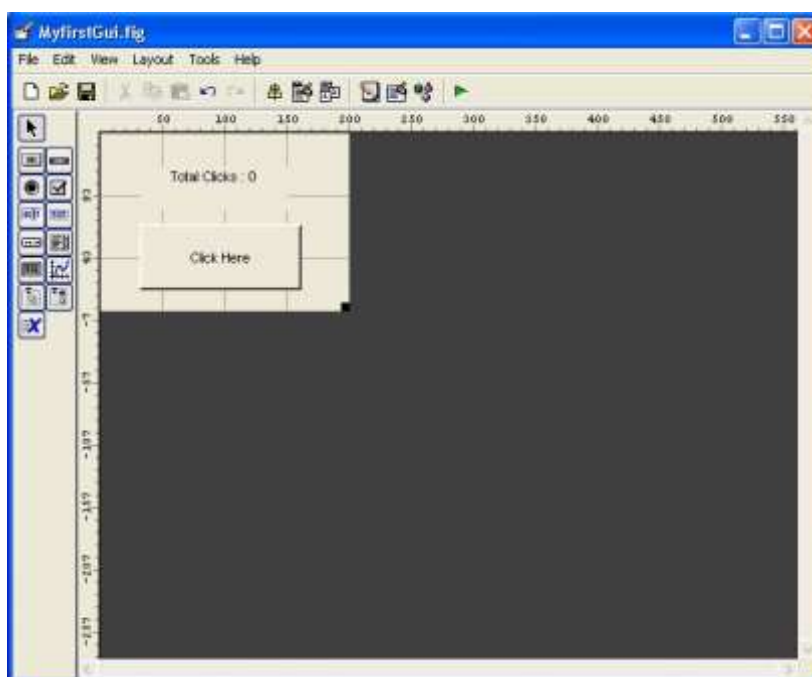 MyfirstGui.fig
File Edit View Layout Tools Help
50 100 150 200 250 300 350 400 450 500 550
Total Clicks : 0
Click Here